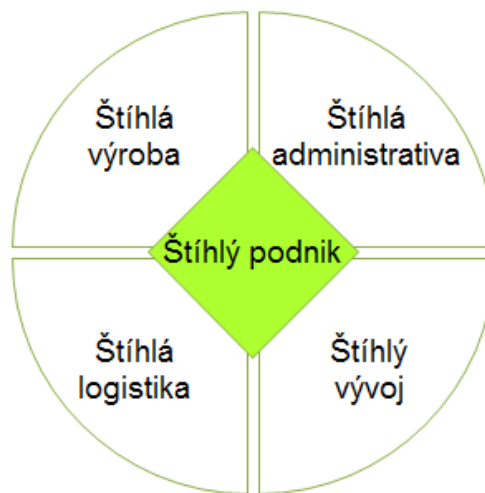 Štíhlá
výroba
Štíhlá
administrativa
Štíhlý podnik
Štíhlá
logistika
Štíhlý
vývoj